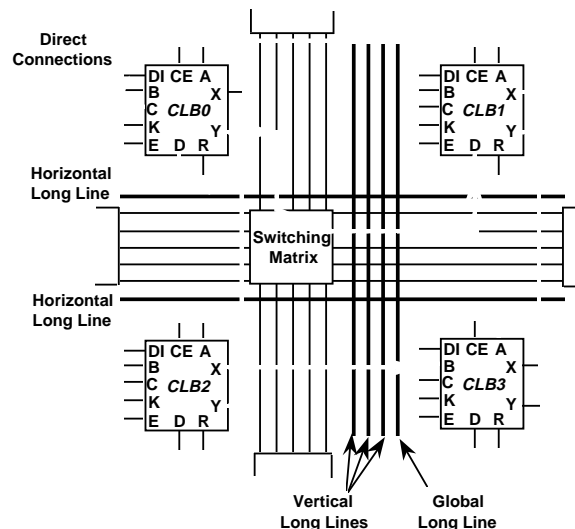 Direct
Connections
DI CE A
B X
C CLB0
K Y
E D R
DI CE A
B X
C CLB1
K Y
E D R
Horizontal
Long Line
Switching
Matrix
Horizontal
Long Line
DI CE A
B X
C CLB2
K Y
E D R
DI CE A
B X
C CLB3
K Y
E D R
Vertical
Long Lines
Global
Long Line